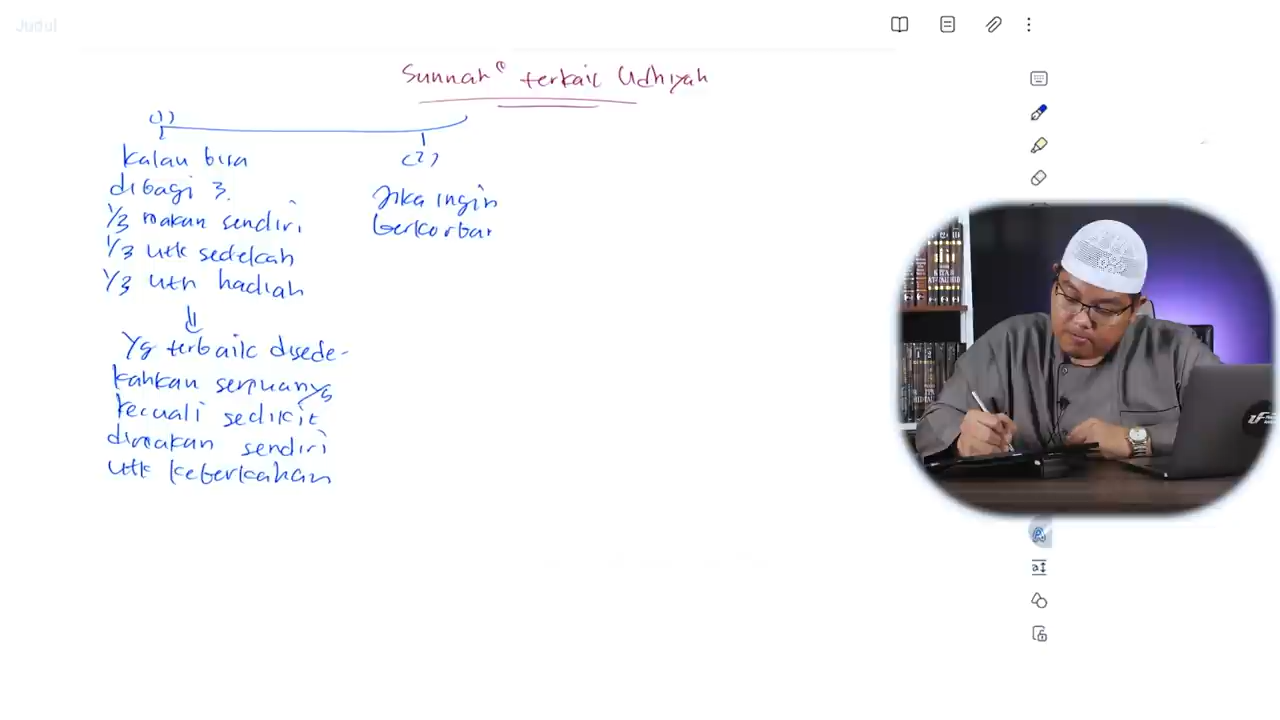 Judul
Sunnah² terkait Udhiyah
(1)
kalau bisa
dibagi 3.
1/3 makan sendiri
1/3 utk sedekah
1/3 utk hadiah
⇓
Yg terbaik disede-
kahkan semuanya
kecuali sedikit
dimakan sendiri
utk keberkahan
(2)
Jika ingin
berkorban